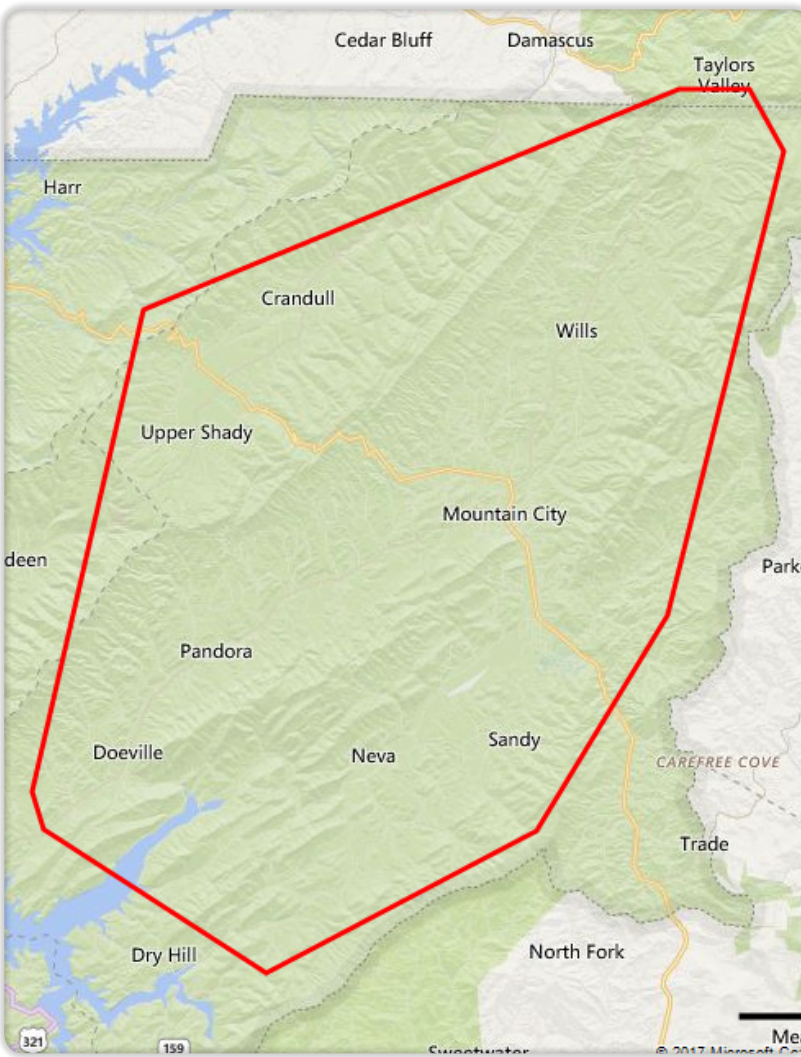 Cedar Bluff
Damascus
Taylors
Valley
Harr
Crandull
Wills
Upper Shady
Mountain City
deen
Park
Pandora
Doeville
Neva
Sandy
CAREFREE COVE
Trade
Dry Hill
North Fork
321
159
Sweetwater
Me
© 2017 Microsoft Co